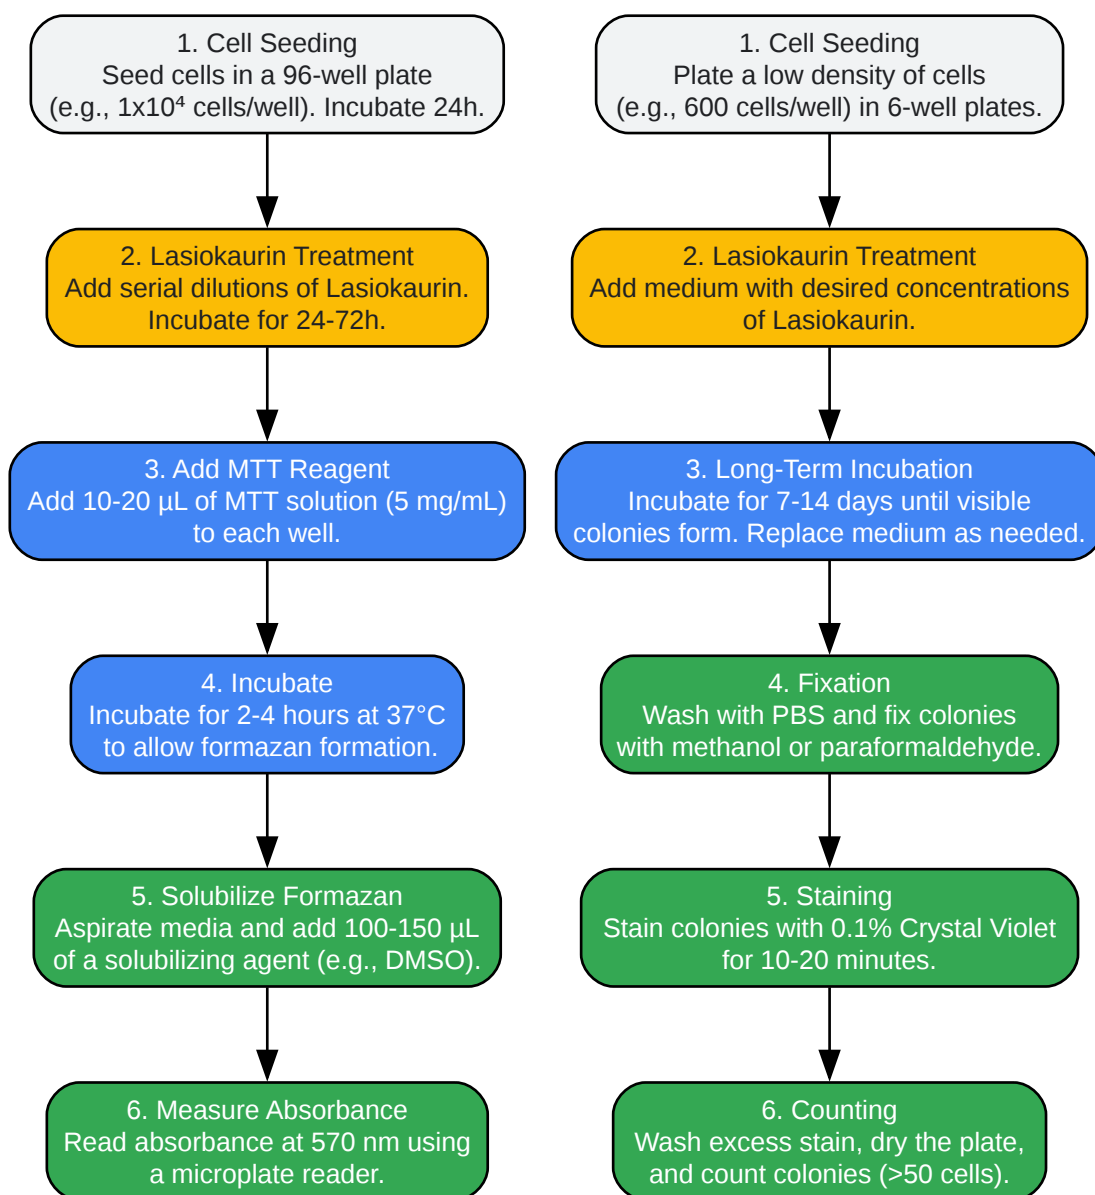 1. Cell Seeding
Seed cells in a 96-well plate
(e.g., 1x10⁴ cells/well). Incubate 24h.
2. Lasiokaurin Treatment
Add serial dilutions of Lasiokaurin.
Incubate for 24-72h.
3. Add MTT Reagent
Add 10-20 µL of MTT solution (5 mg/mL)
to each well.
4. Incubate
Incubate for 2-4 hours at 37°C
to allow formazan formation.
5. Solubilize Formazan
Aspirate media and add 100-150 µL
of a solubilizing agent (e.g., DMSO).
6. Measure Absorbance
Read absorbance at 570 nm using
a microplate reader.
1. Cell Seeding
Plate a low density of cells
(e.g., 600 cells/well) in 6-well plates.
2. Lasiokaurin Treatment
Add medium with desired concentrations
of Lasiokaurin.
3. Long-Term Incubation
Incubate for 7-14 days until visible
colonies form. Replace medium as needed.
4. Fixation
Wash with PBS and fix colonies
with methanol or paraformaldehyde.
5. Staining
Stain colonies with 0.1% Crystal Violet
for 10-20 minutes.
6. Counting
Wash excess stain, dry the plate,
and count colonies (>50 cells).